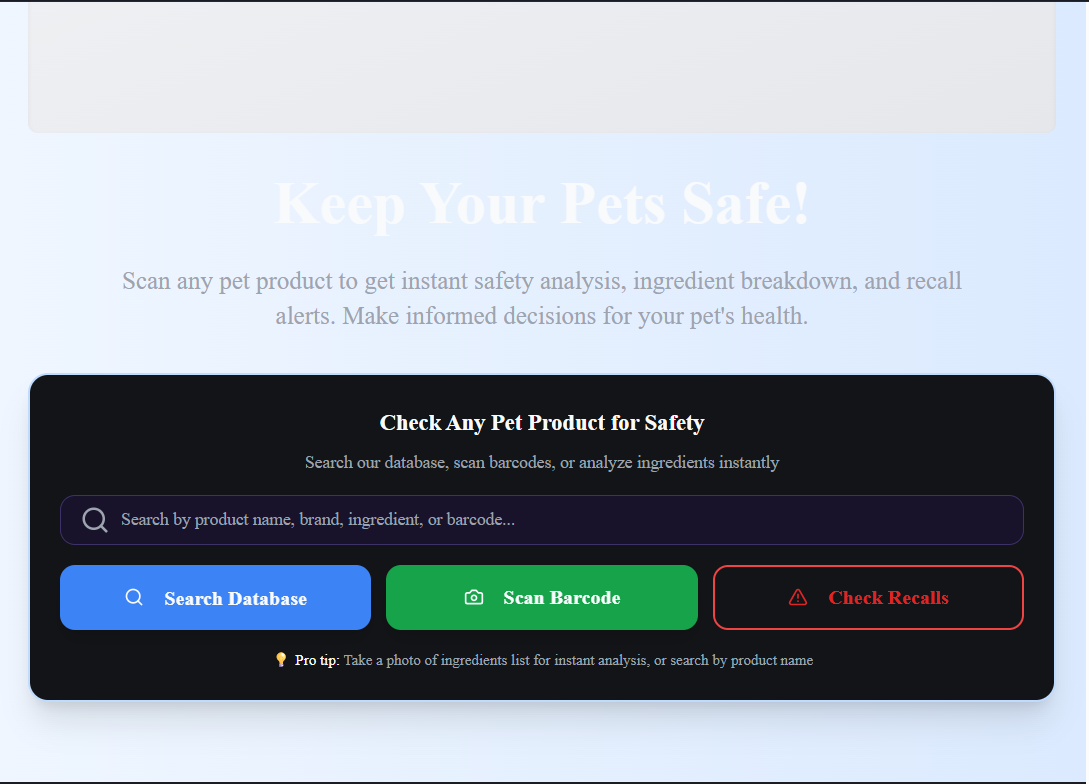 Keep Your Pets Safe!
Scan any pet product to get instant safety analysis, ingredient breakdown, and recall
alerts. Make informed decisions for your pet's health.
Check Any Pet Product for Safety
Search our database, scan barcodes, or analyze ingredients instantly
Search by product name, brand, ingredient, or barcode...
Search Database
Scan Barcode
Check Recalls
💡 Pro tip: Take a photo of ingredients list for instant analysis, or search by product name